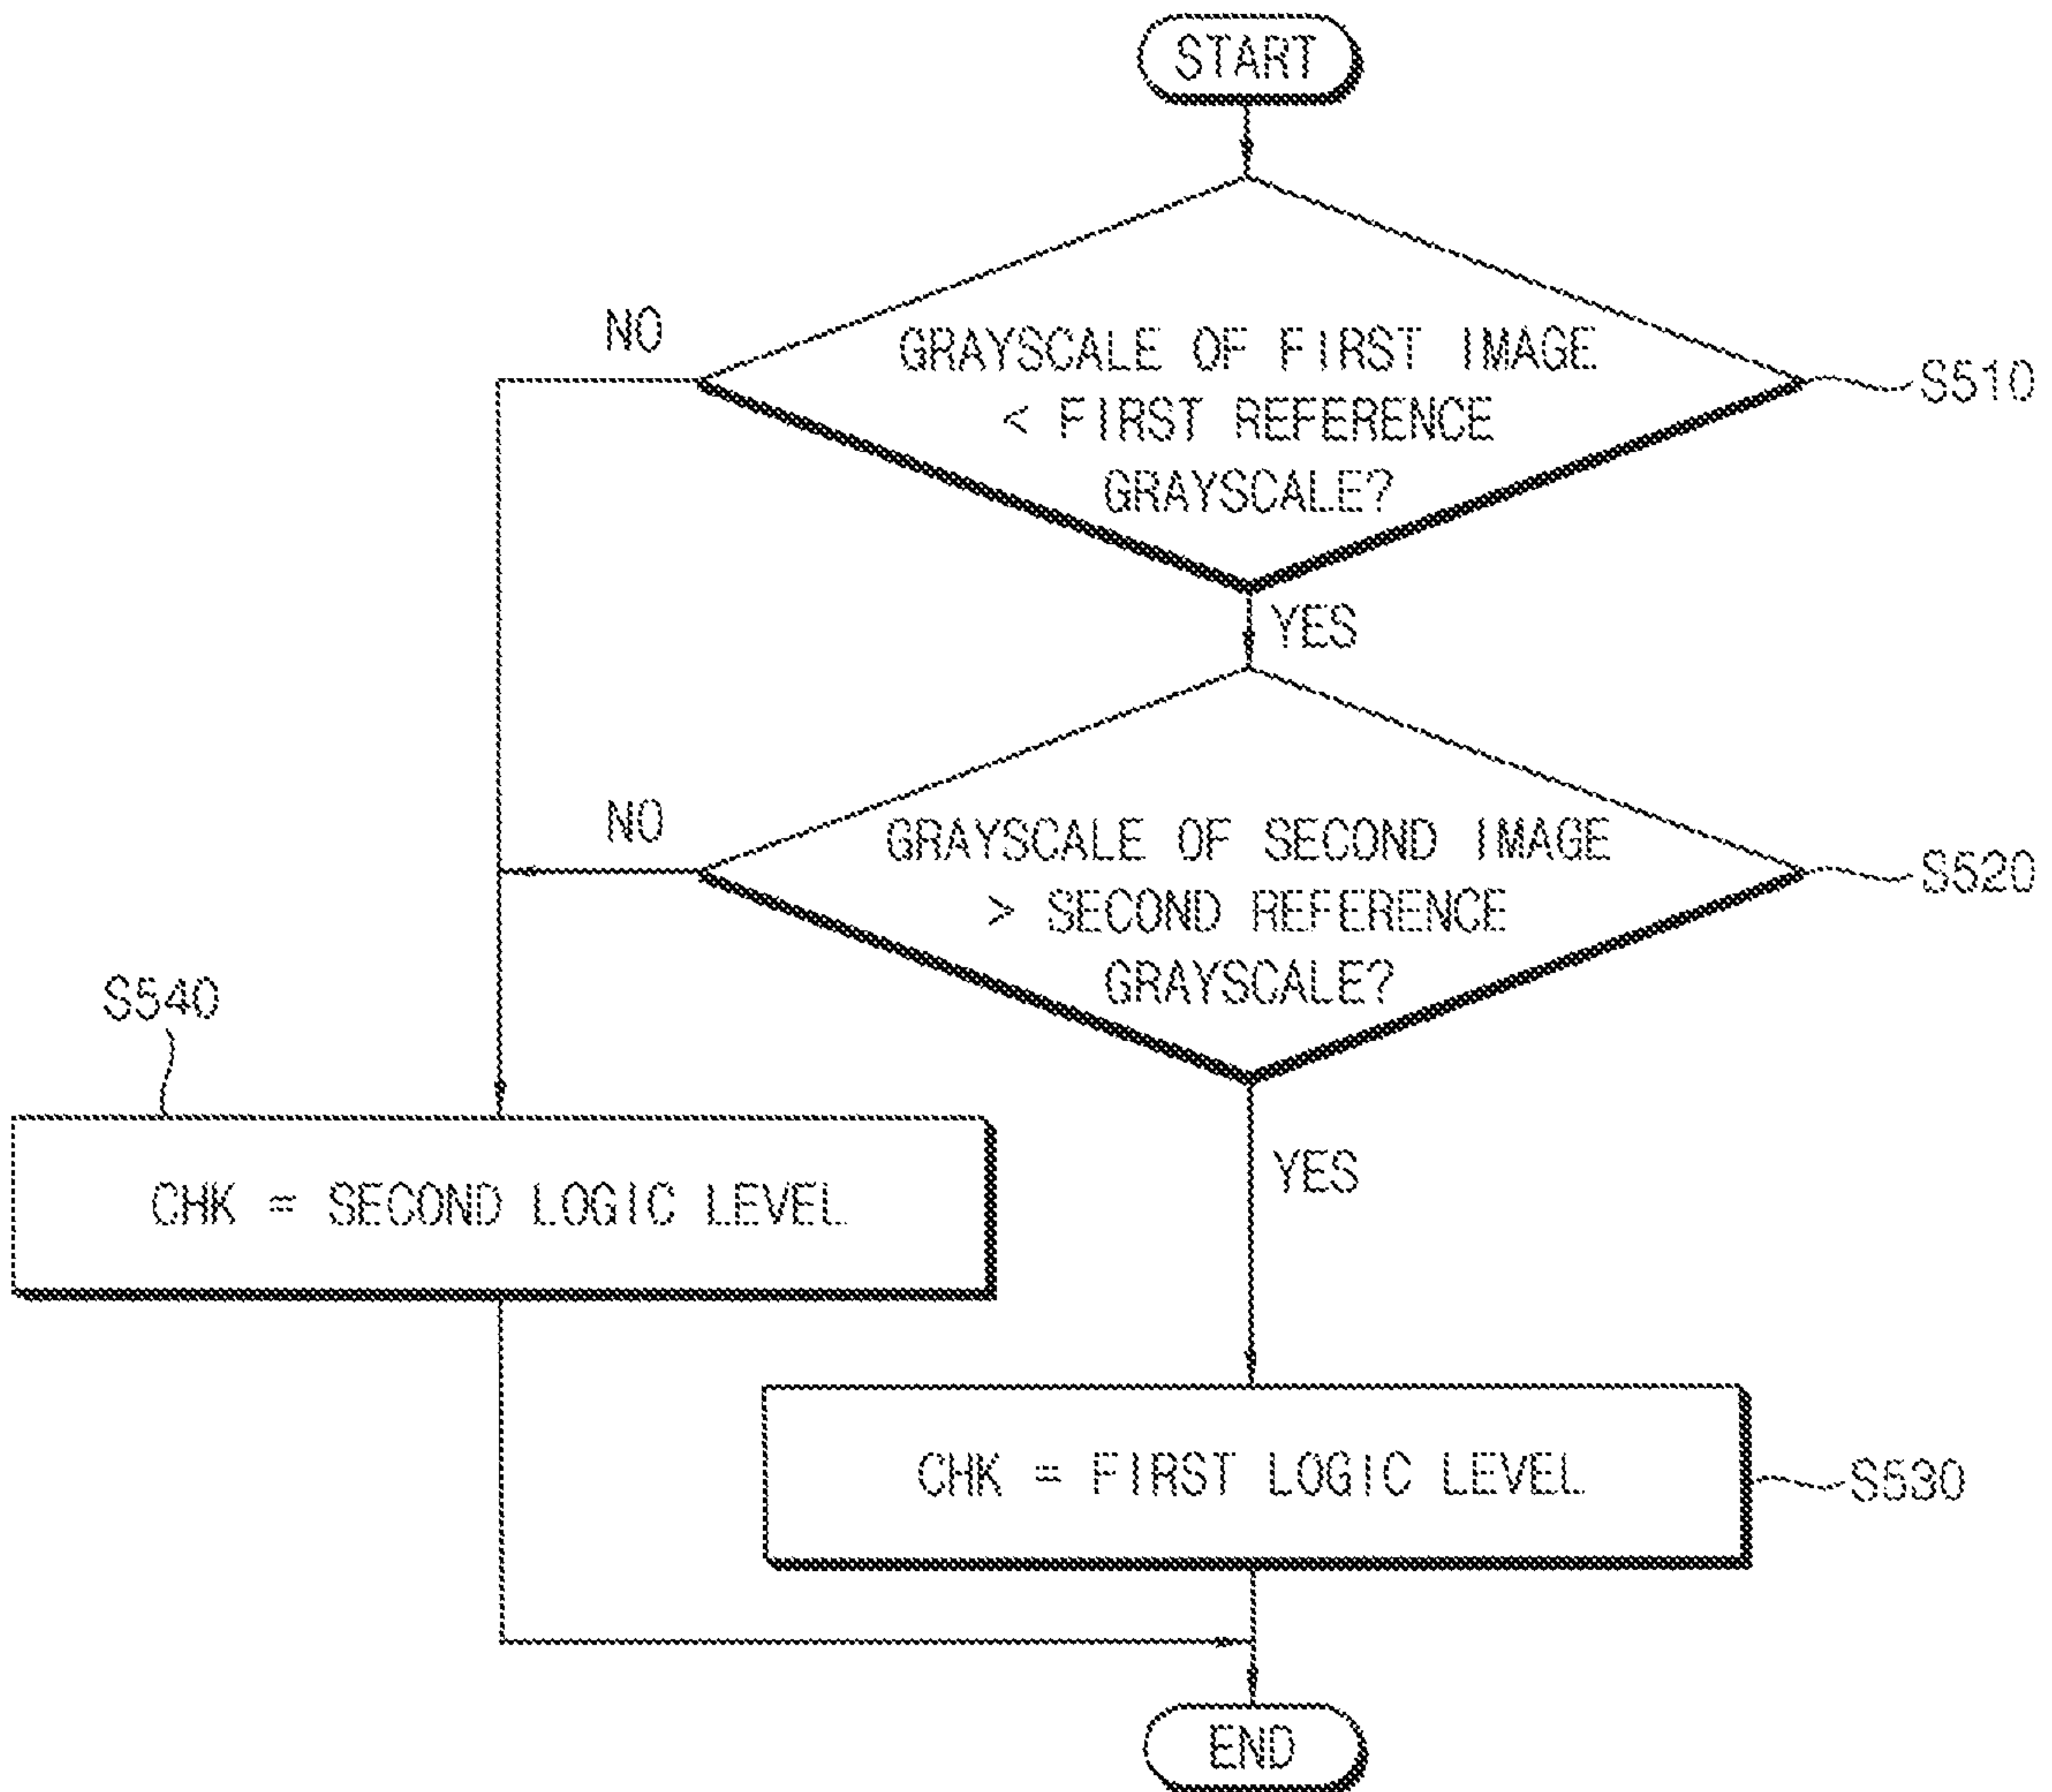 START
NO
GRAYSCALE OF FIRST IMAGE
< FIRST REFERENCE
GRAYSCALE?
S510
YES
NO
GRAYSCALE OF SECOND IMAGE
> SECOND REFERENCE
GRAYSCALE?
S520
S540
CHK = SECOND LOGIC LEVEL
YES
CHK = FIRST LOGIC LEVEL
S530
END